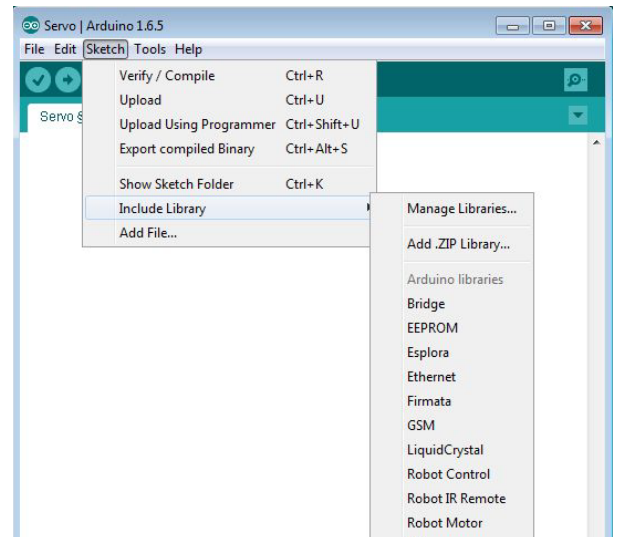 Servo | Arduino 1.6.5
File Edit Sketch Tools Help
Servo §
Verify / Compile Ctrl+R
Upload Ctrl+U
Upload Using Programmer Ctrl+Shift+U
Export compiled Binary Ctrl+Alt+S
Show Sketch Folder Ctrl+K
Include Library
Add File...
Manage Libraries...
Add .ZIP Library...
Arduino libraries
Bridge
EEPROM
Esplora
Ethernet
Firmata
GSM
LiquidCrystal
Robot Control
Robot IR Remote
Robot Motor